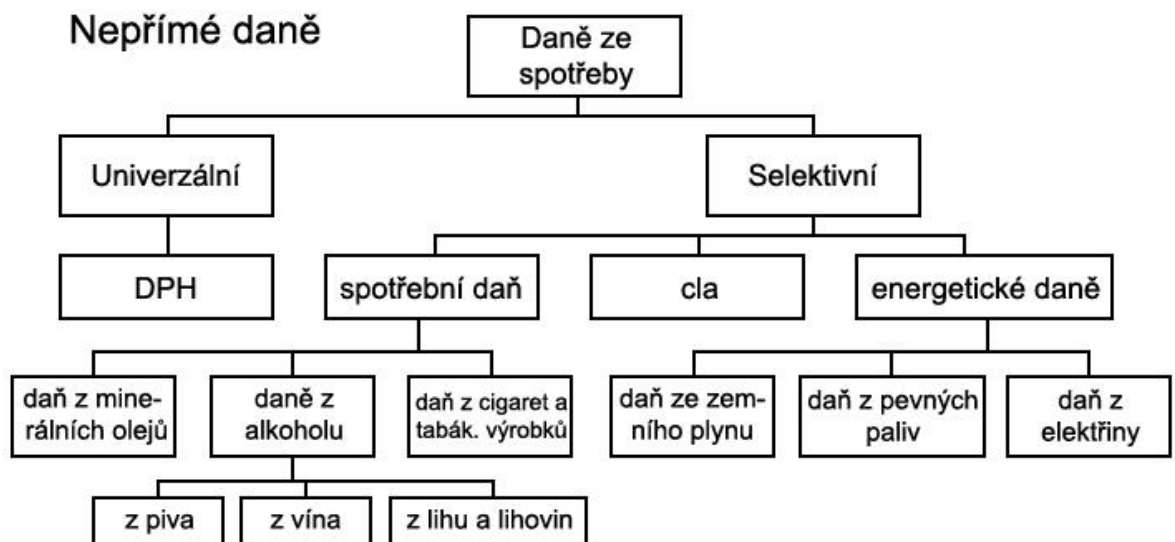 Nepřímé daně
Daně ze
spotřeby
Univerzální
Selektivní
DPH
spotřební daň
cla
energetické daně
daň z mine-
rálních olejů
daně z
alkoholu
daň z cigaret a
tabák. výrobků
daň ze zem-
ního plynu
daň z pevných
paliv
daň z
elektřiny
z piva
z vína
z lihu a lihovin